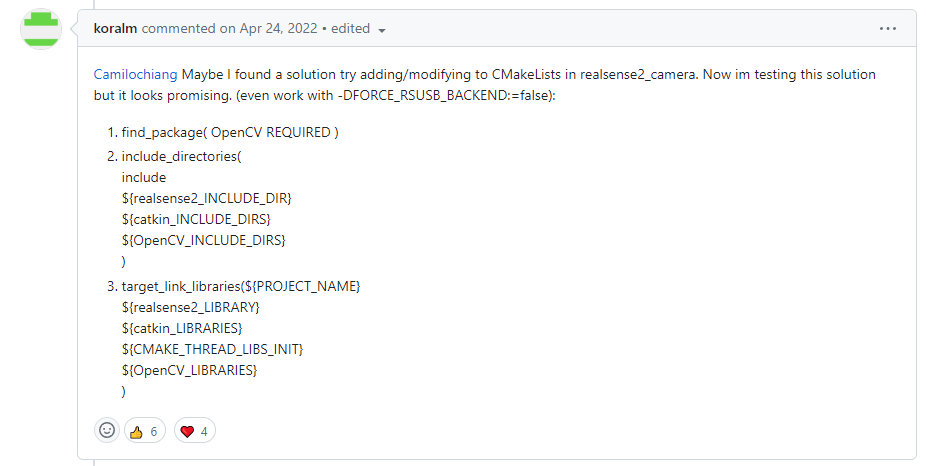 koralm commented on Apr 24, 2022 • edited
Camilochiang Maybe I found a solution try adding/modifying to CMakeLists in realsense2_camera. Now im testing this solution
but it looks promising. (even work with -DFORCE_RSUSB_BACKEND:=false):
1. find_package( OpenCV REQUIRED )
2. include_directories(
include
${realsense2_INCLUDE_DIR}
${catkin_INCLUDE_DIRS}
${OpenCV_INCLUDE_DIRS}
)
3. target_link_libraries(${PROJECT_NAME}
${realsense2_LIBRARY}
${catkin_LIBRARIES}
${CMAKE_THREAD_LIBS_INIT}
${OpenCV_LIBRARIES}
)
6 4